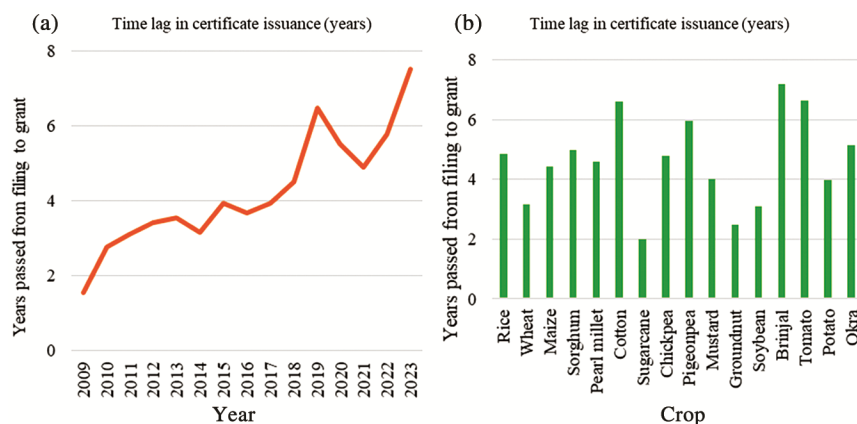 (a)
Time lag in certificate issuance (years)
Years passed from filing to grant
8
6
4
2
0
2009
2010
2011
2012
2013
2014
2015
2016
2017
2018
2019
2020
2021
2022
2023
Year
(b)
Time lag in certificate issuance (years)
Years passed from filing to grant
8
6
4
2
0
Rice
Wheat
Maize
Sorghum
Pearl millet
Cotton
Sugarcane
Chickpea
Pigeonpea
Mustard
Groundnut
Soybean
Brinjal
Tomato
Potato
Okra
Crop